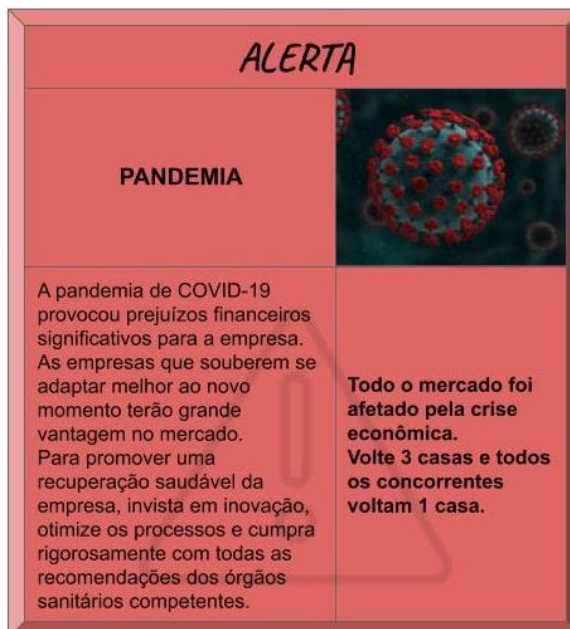 ALERTA
PANDEMIA
A pandemia de COVID-19
provocou prejuízos financeiros
significativos para a empresa.
As empresas que souberem se
adaptar melhor ao novo
momento terão grande
vantagem no mercado.
Para promover uma
recuperação saudável da
empresa, invista em inovação,
otimize os processos e cumpra
rigorosamente com todas as
recomendações dos órgãos
sanitários competentes.
Todo o mercado foi
afetado pela crise
econômica.
Volte 3 casas e todos
os concorrentes
voltam 1 casa.